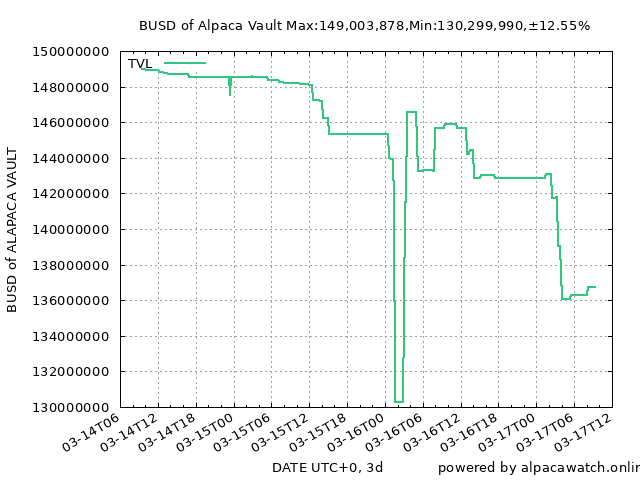 BUSD of Alpaca Vault Max:149,003,878,Min:130,299,990,±12.55%
TVL
150000000
148000000
146000000
144000000
142000000
140000000
138000000
136000000
134000000
132000000
130000000
BUSD of ALAPACA VAULT
03-14T06
03-14T12
03-14T18
03-15T00
03-15T06
03-15T12
03-15T18
03-16T00
03-16T06
03-16T12
03-16T18
03-17T00
03-17T06
03-17T12
DATE UTC+0, 3d
powered by alpacawatch.onlin